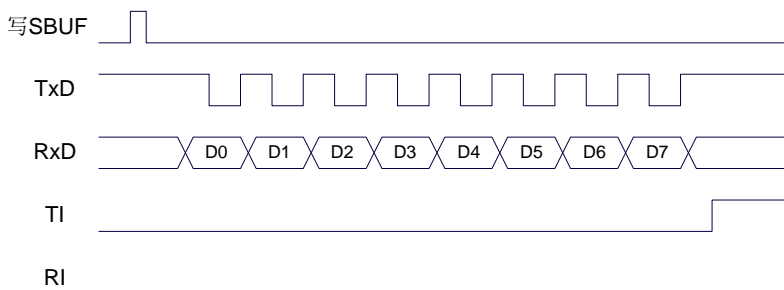 写SBUF
TxD
RxD D0 D1 D2 D3 D4 D5 D6 D7
TI
RI